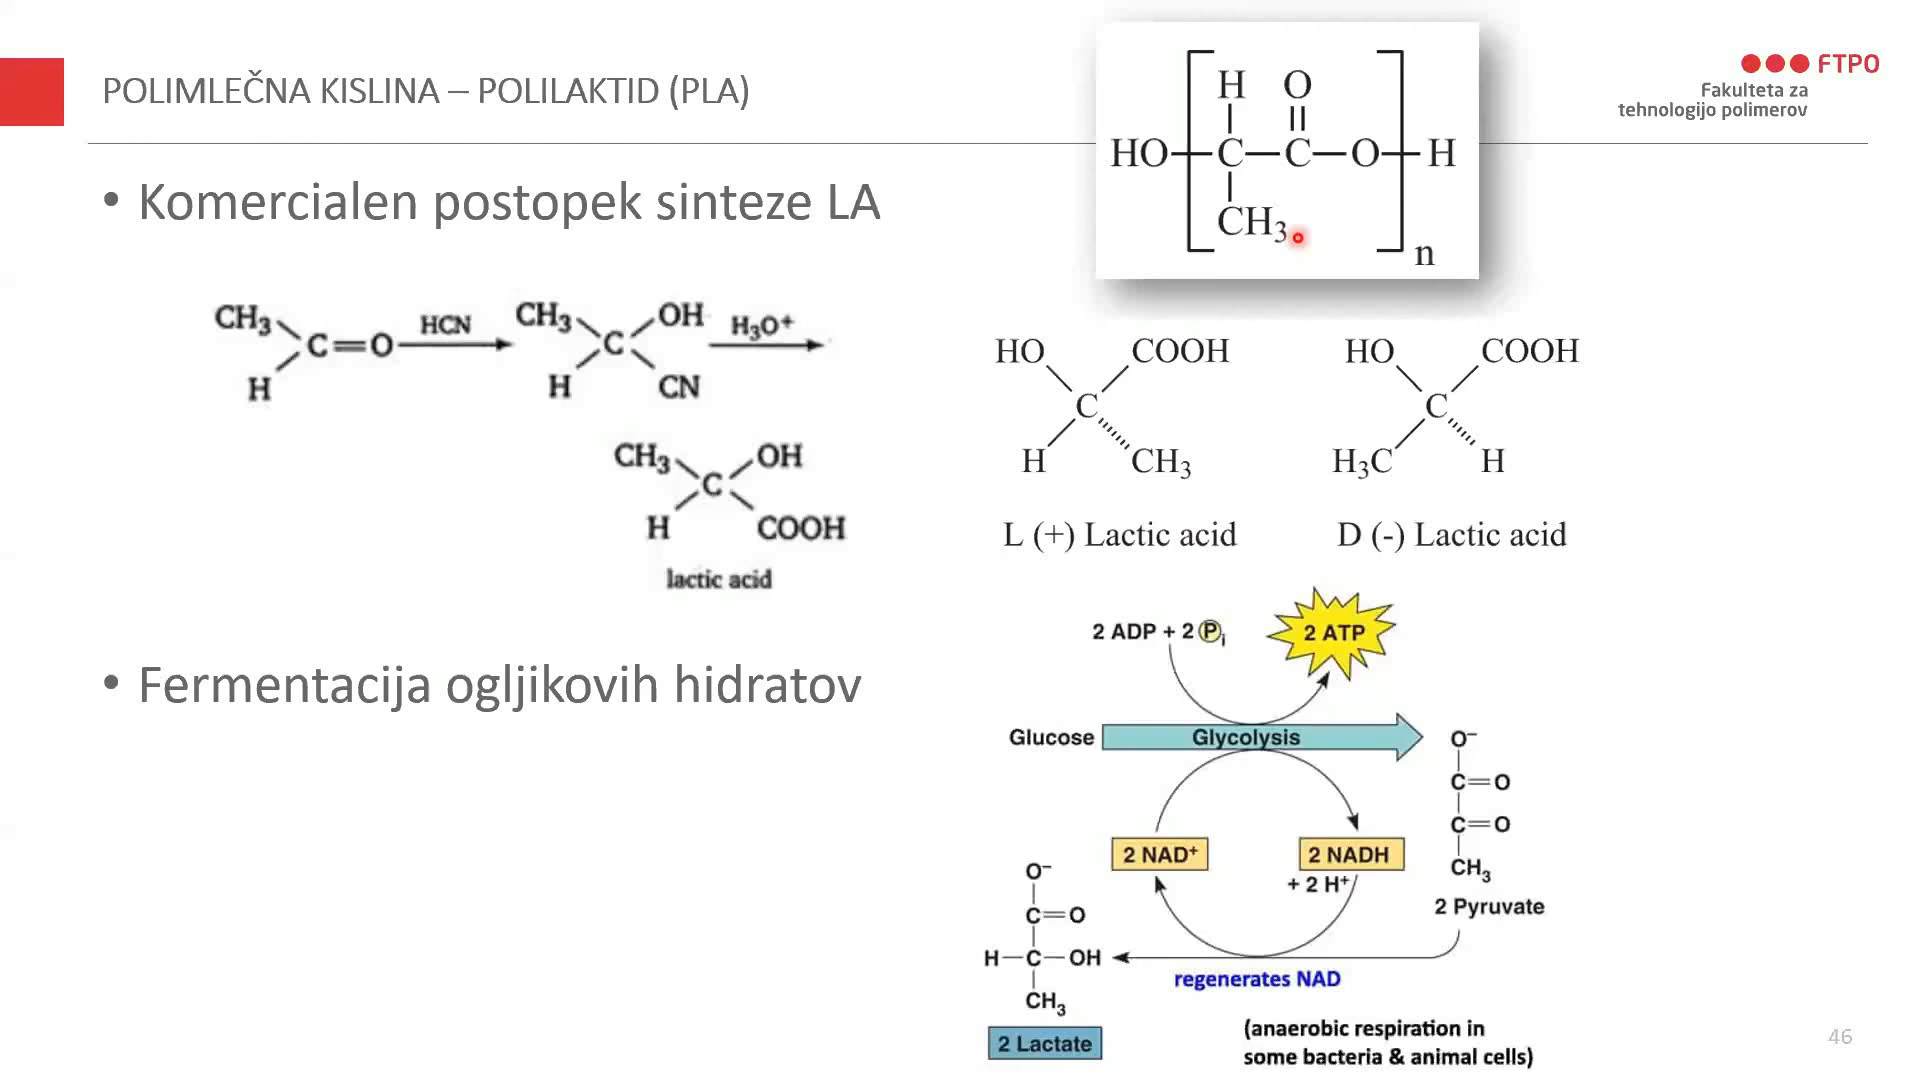 POLIMLEČNA KISLINA – POLILAKTID (PLA)
FTPO
Fakulteta za
tehnologijo polimerov
H O
||
HO C C O H
CH3
n
• Komercialen postopek sinteze LA
CH3 C=O H
HCN
CH3 OH
C
H CN
H3O+
CH3 OH
C
H COOH
lactic acid
HO COOH
C
H CH3
L (+) Lactic acid
HO COOH
C
H3C H
D (-) Lactic acid
• Fermentacija ogljikovih hidratov
2 ADP + 2 Pi
2 ATP
Glucose
Glycolysis
2 NAD+
2 NADH
+ 2 H+
O−
C=O
C=O
CH3
2 Pyruvate
O−
C=O
H—C—OH
CH3
2 Lactate
regenerates NAD
(anaerobic respiration in
some bacteria & animal cells)
46